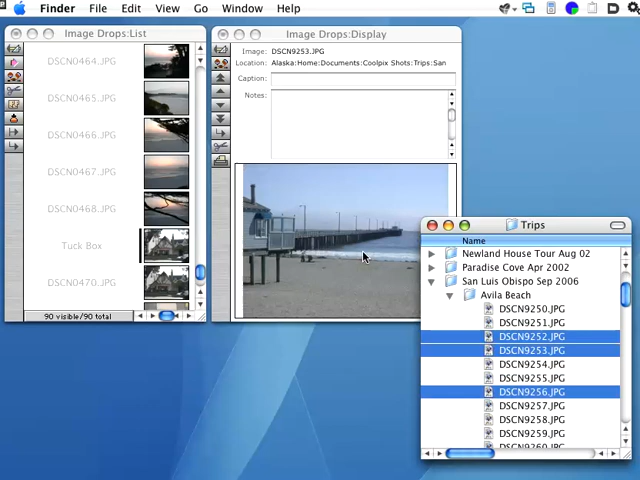 Finder File Edit View Go Window Help
Image Drops:List
DSCN0464.JPG
DSCN0465.JPG
DSCN0466.JPG
DSCN0467.JPG
DSCN0468.JPG
Tuck Box
DSCN0470.JPG
90 visible/90 total
Image Drops:Display
Image: DSCN9253.JPG
Location: Alaska:Home:Documents:Coolpix Shots:Trips:San
Caption:
Notes:
Trips
Name
Newland House Tour Aug 02
Paradise Cove Apr 2002
San Luis Obispo Sep 2006
Avila Beach
DSCN9250.JPG
DSCN9251.JPG
DSCN9252.JPG
DSCN9253.JPG
DSCN9254.JPG
DSCN9255.JPG
DSCN9256.JPG
DSCN9257.JPG
DSCN9258.JPG
DSCN9259.JPG
DSCN9260.JPG